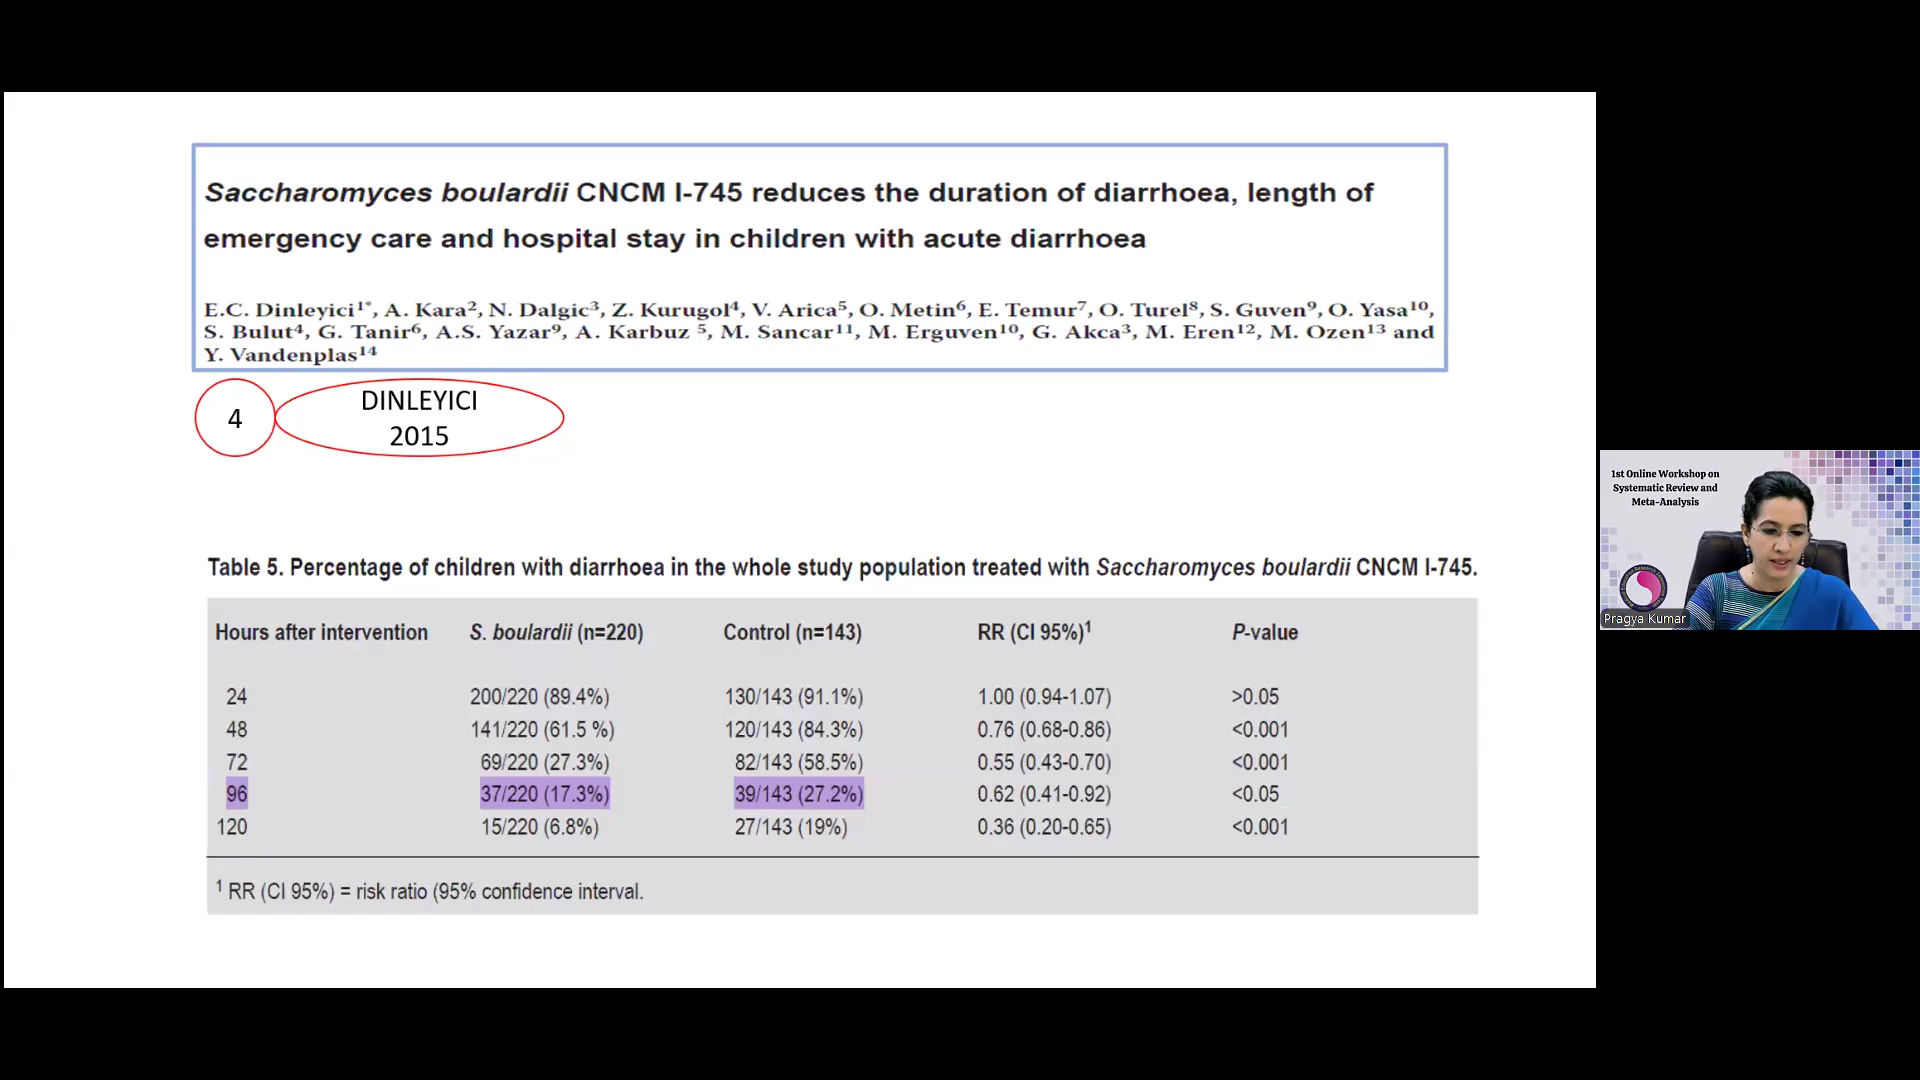 Saccharomyces boulardii CNCM I-745 reduces the duration of diarrhoea, length of
emergency care and hospital stay in children with acute diarrhoea
E.C. Dinleyici1*, A. Kara2, N. Dalgic3, Z. Kurugol4, V. Arica5, O. Metin6, E. Temur7, O. Turel8, S. Guven9, O. Yasa10,
S. Bulut4, G. Tanir6, A.S. Yazar9, A. Karbuz 5, M. Sancar11, M. Erguven10, G. Akca3, M. Eren12, M. Ozen13 and
Y. Vandenplas14
4
DINLEYICI
2015
Table 5. Percentage of children with diarrhoea in the whole study population treated with Saccharomyces boulardii CNCM I-745.
Hours after intervention S. boulardii (n=220) Control (n=143) RR (CI 95%)1 P-value
24 200/220 (89.4%) 130/143 (91.1%) 1.00 (0.94-1.07) >0.05
48 141/220 (61.5 %) 120/143 (84.3%) 0.76 (0.68-0.86) <0.001
72 69/220 (27.3%) 82/143 (58.5%) 0.55 (0.43-0.70) <0.001
96 37/220 (17.3%) 39/143 (27.2%) 0.62 (0.41-0.92) <0.05
120 15/220 (6.8%) 27/143 (19%) 0.36 (0.20-0.65) <0.001
1 RR (CI 95%) = risk ratio (95% confidence interval.
1st Online Workshop on
Systematic Review and
Meta-Analysis
Pragya Kumar